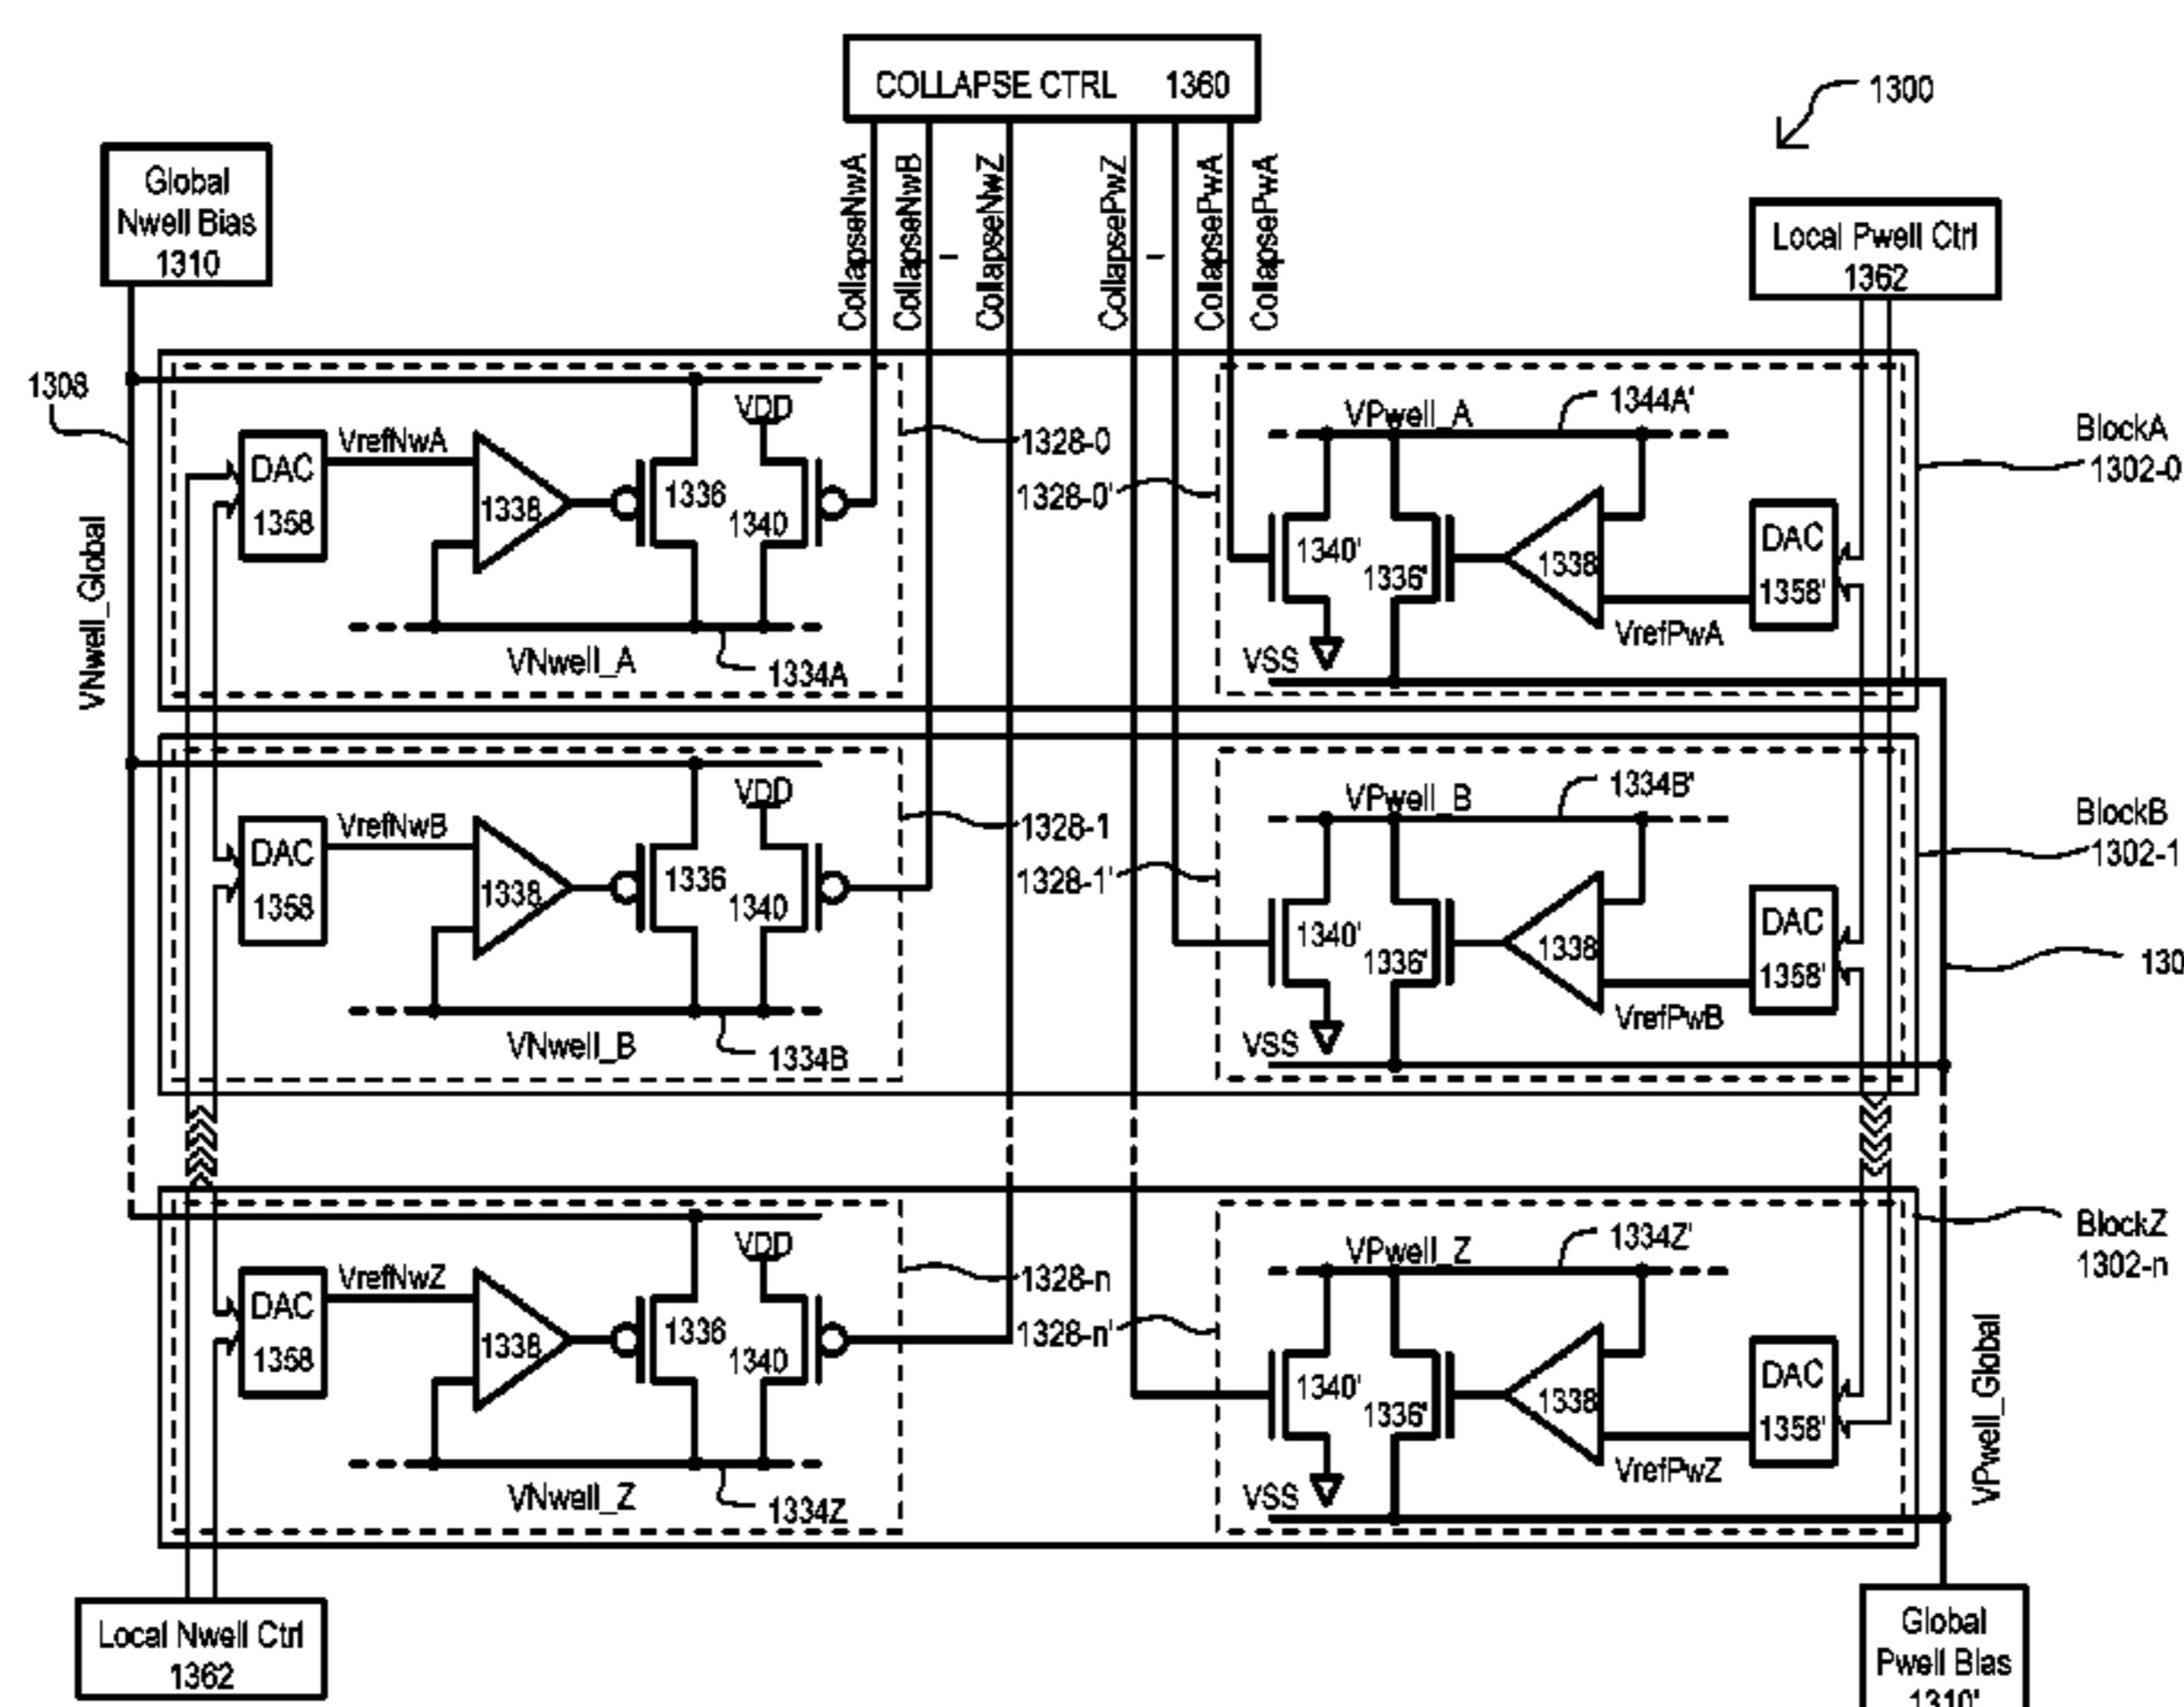 COLLAPSE CTRL 1360
1300
Global
Nwell Bias
1310
CollapseNwA
CollapseNwB
CollapseNwZ
CollapsePwZ
CollapsePwA
CollapsePwA
Local Pwell Ctrl
1362
1308
VNwell_Global
VrefNwA
DAC
1358
1338
1336
VDD
1340
VNwell_A
1334A
1328-0
1328-0'
VPwell_A
1344A'
1340'
1336'
1338
DAC
1358'
VrefPwA
VSS
BlockA
1302-0
VrefNwB
DAC
1358
1338
1336
VDD
1340
VNwell_B
1334B
1328-1
1328-1'
VPwell_B
1334B'
1340'
1336'
1338
DAC
1358'
VrefPwB
VSS
BlockB
1302-1
130
VrefNwZ
DAC
1358
1338
1336
VDD
1340
VNwell_Z
1334Z
1328-n
1328-n'
VPwell_Z
1334Z'
1340'
1336'
1338
DAC
1358'
VrefPwZ
VSS
BlockZ
1302-n
VPwell_Global
Local Nwell Ctrl
1362
Global
Pwell Bias
1310'